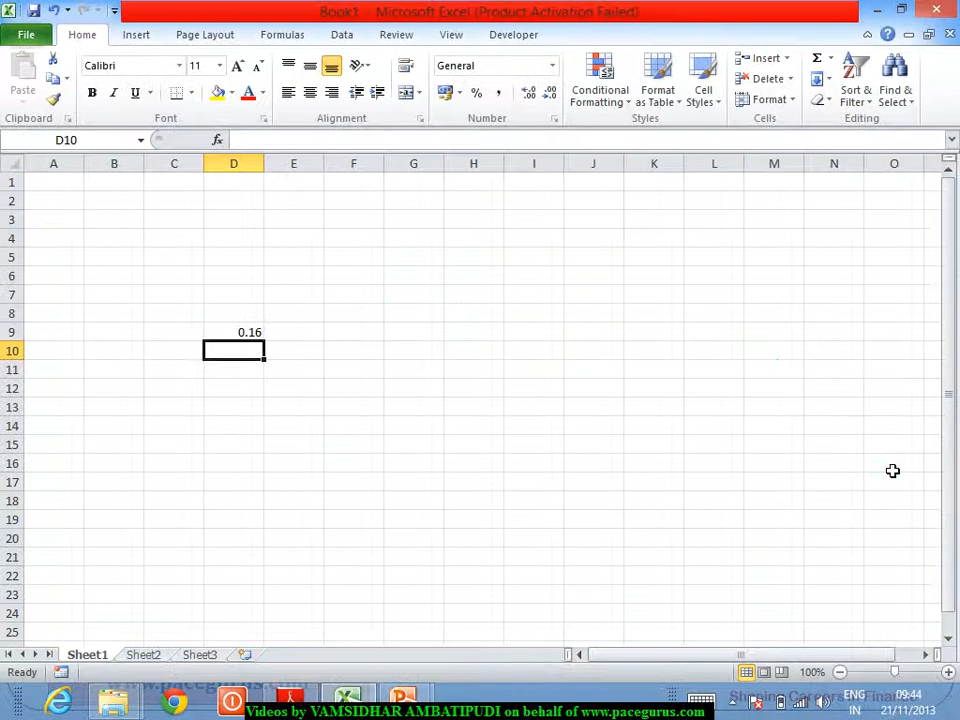 Book1 - Microsoft Excel (Product Activation Failed)
File Home Insert Page Layout Formulas Data Review View Developer
Calibri 11 General
Paste
B I U
Conditional Formatting
Format as Table
Cell Styles
Insert
Delete
Format
Sort & Filter
Find & Select
Clipboard Font Alignment Number Styles Cells Editing
D10 fx
A B C D E F G H I J K L M N O
1
2
3
4
5
6
7
8
9 0.16
10
11
12
13
14
15
16
17
18
19
20
21
22
23
24
25
Sheet1 Sheet2 Sheet3
Ready 100%
www.pacegurus.com
ENG 09:44
IN 21/11/2013
Videos by VAMSIDHAR AMBATIPUDI on behalf of www.pacegurus.com